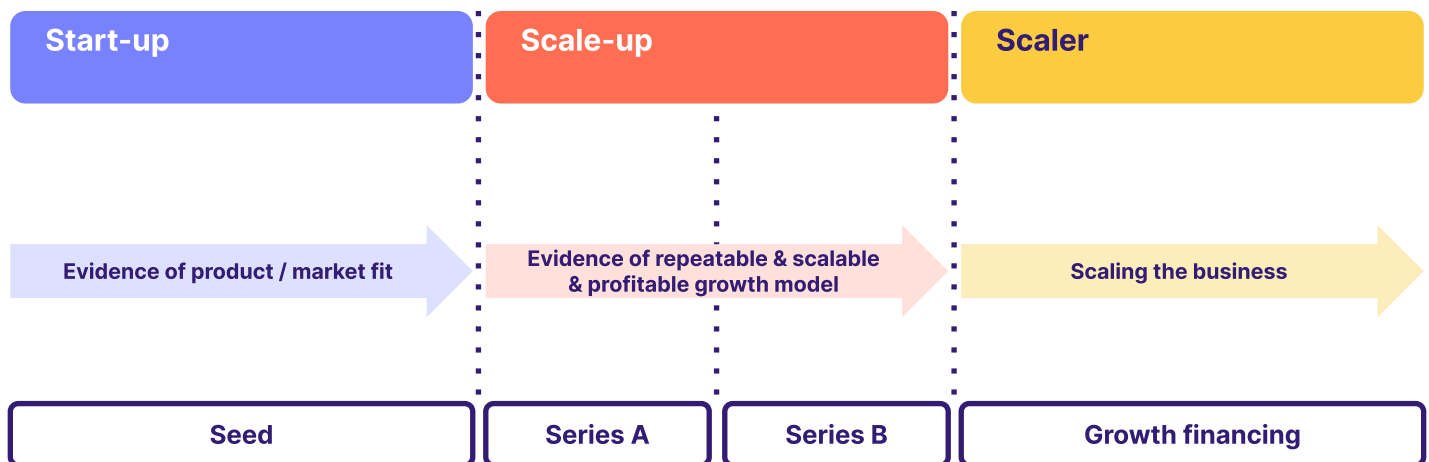 Start-up
Scale-up
Scaler
Evidence of product / market fit
Evidence of repeatable & scalable
& profitable growth model
Scaling the business
Seed
Series A
Series B
Growth financing